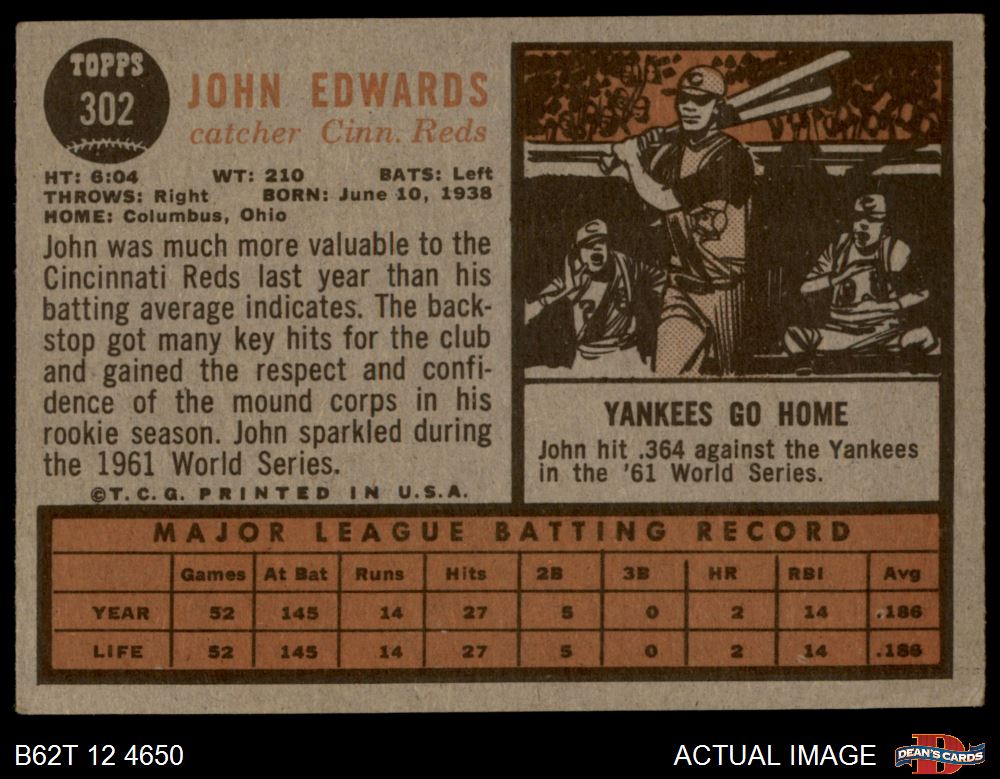 TOPPS
302
JOHN EDWARDS
catcher Cinn. Reds
HT: 6:04 WT: 210 BATS: Left
THROWS: Right BORN: June 10, 1938
HOME: Columbus, Ohio
John was much more valuable to the
Cincinnati Reds last year than his
batting average indicates. The back-
stop got many key hits for the club
and gained the respect and confi-
dence of the mound corps in his
rookie season. John sparkled during
the 1961 World Series.
©T.C.G. PRINTED IN U.S.A.
C
C
C
YANKEES GO HOME
John hit .364 against the Yankees
in the '61 World Series.
MAJOR LEAGUE BATTING RECORD
Games At Bat Runs Hits 2B 3B HR RBI Avg
YEAR 52 145 14 27 5 0 2 14 .186
LIFE 52 145 14 27 5 0 2 14 .186
B62T 12 4650 ACTUAL IMAGE DEAN'S CARDS